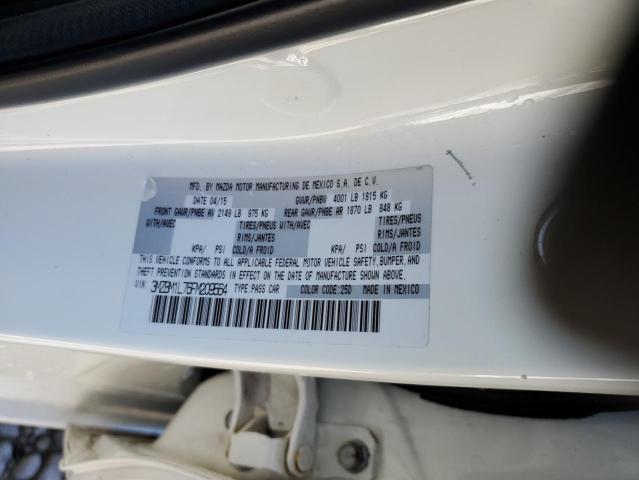 MFD. BY MAZDA MOTOR MANUFACTURING DE MEXICO S.A. DE C.V.
DATE 04/15 GVWR/PNBV 4001 LB 1815 KG
FRONT GAWR/PNBE AV 2149 LB 975 KG REAR GAWR/PNBE AR 1870 LB 848 KG
WITH/AVEC TIRES/PNEUS WITH/AVEC TIRES/PNEUS
RIMS/JANTES RIMS/JANTES
KPA/ PSI COLD/A FROID KPA/ PSI COLD/A FROID
THIS VEHICLE CONFORMS TO ALL APPLICABLE FEDERAL MOTOR VEHICLE SAFETY, BUMPER, AND
THEFT PREVENTION STANDARDS IN EFFECT ON THE DATE OF MANUFACTURE SHOWN ABOVE.
VIN: 3MZBM1L76FM209564 TYPE PASS CAR COLOR CODE: 25D MADE IN MEXICO